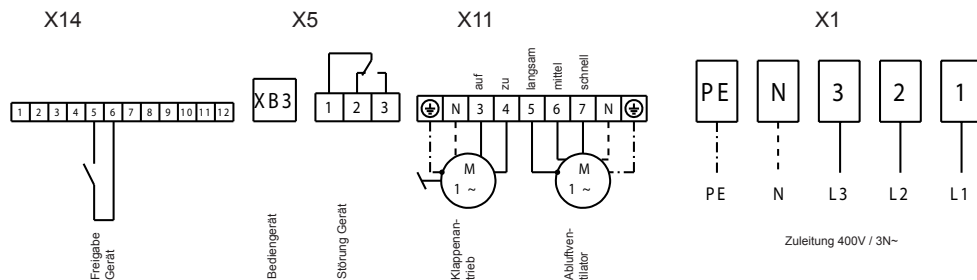 X14
X5
X11
X1
1 2 3 4 5 6 7 8 9 10 11 12
XB3
1 2 3
auf
zu
langsam
mittel
schnell
N 3 4 5 6 7 N
M
1 ~
M
1 ~
PE N 3 2 1
PE N L3 L2 L1
Zuleitung 400V / 3N~
Freigabe
Gerät
Bediengerät
Störung Gerät
Klappenan-
trieb
Abluftven-
tilator